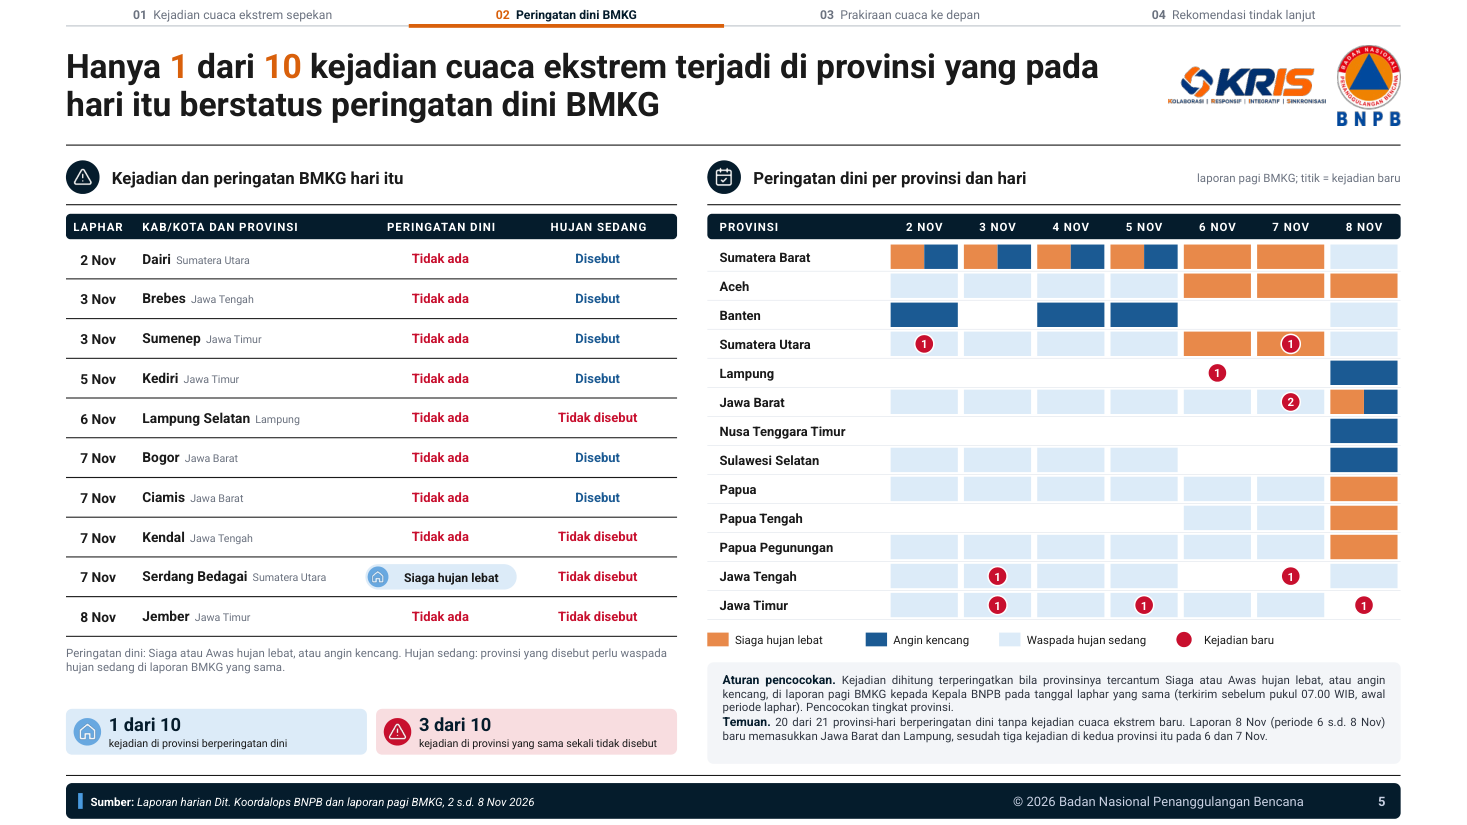 01 Kejadian cuaca ekstrem sepekan
02 Peringatan dini BMKG
03 Prakiraan cuaca ke depan
04 Rekomendasi tindak lanjut
Hanya 1 dari 10 kejadian cuaca ekstrem terjadi di provinsi yang pada
hari itu berstatus peringatan dini BMKG
KRIS
KOLABORASI | RESPONSIF | INTEGRATIF | SINKRONISASI
BADAN NASIONAL
PENANGGULANGAN BENCANA
BNPB
Kejadian dan peringatan BMKG hari itu
LAPHAR KAB/KOTA DAN PROVINSI PERINGATAN DINI HUJAN SEDANG
2 Nov Dairi Sumatera Utara Tidak ada Disebut
3 Nov Brebes Jawa Tengah Tidak ada Disebut
3 Nov Sumenep Jawa Timur Tidak ada Disebut
5 Nov Kediri Jawa Timur Tidak ada Disebut
6 Nov Lampung Selatan Lampung Tidak ada Tidak disebut
7 Nov Bogor Jawa Barat Tidak ada Disebut
7 Nov Ciamis Jawa Barat Tidak ada Disebut
7 Nov Kendal Jawa Tengah Tidak ada Tidak disebut
7 Nov Serdang Bedagai Sumatera Utara Siaga hujan lebat Tidak disebut
8 Nov Jember Jawa Timur Tidak ada Tidak disebut
Peringatan dini: Siaga atau Awas hujan lebat, atau angin kencang. Hujan sedang: provinsi yang disebut perlu waspada
hujan sedang di laporan BMKG yang sama.
1 dari 10
kejadian di provinsi berperingatan dini
3 dari 10
kejadian di provinsi yang sama sekali tidak disebut
Peringatan dini per provinsi dan hari
laporan pagi BMKG; titik = kejadian baru
PROVINSI 2 NOV 3 NOV 4 NOV 5 NOV 6 NOV 7 NOV 8 NOV
Sumatera Barat
Aceh
Banten
Sumatera Utara 1 1
Lampung 1
Jawa Barat 2
Nusa Tenggara Timur
Sulawesi Selatan
Papua
Papua Tengah
Papua Pegunungan
Jawa Tengah 1 1
Jawa Timur 1 1 1
Siaga hujan lebat Angin kencang Waspada hujan sedang Kejadian baru
Aturan pencocokan. Kejadian dihitung terperingatkan bila provinsinya tercantum Siaga atau Awas hujan lebat, atau angin
kencang, di laporan pagi BMKG kepada Kepala BNPB pada tanggal laphar yang sama (terkirim sebelum pukul 07.00 WIB, awal
periode laphar). Pencocokan tingkat provinsi.
Temuan. 20 dari 21 provinsi-hari berperingatan dini tanpa kejadian cuaca ekstrem baru. Laporan 8 Nov (periode 6 s.d. 8 Nov)
baru memasukkan Jawa Barat dan Lampung, sesudah tiga kejadian di kedua provinsi itu pada 6 dan 7 Nov.
Sumber: Laporan harian Dit. Koordalops BNPB dan laporan pagi BMKG, 2 s.d. 8 Nov 2026
© 2026 Badan Nasional Penanggulangan Bencana 5